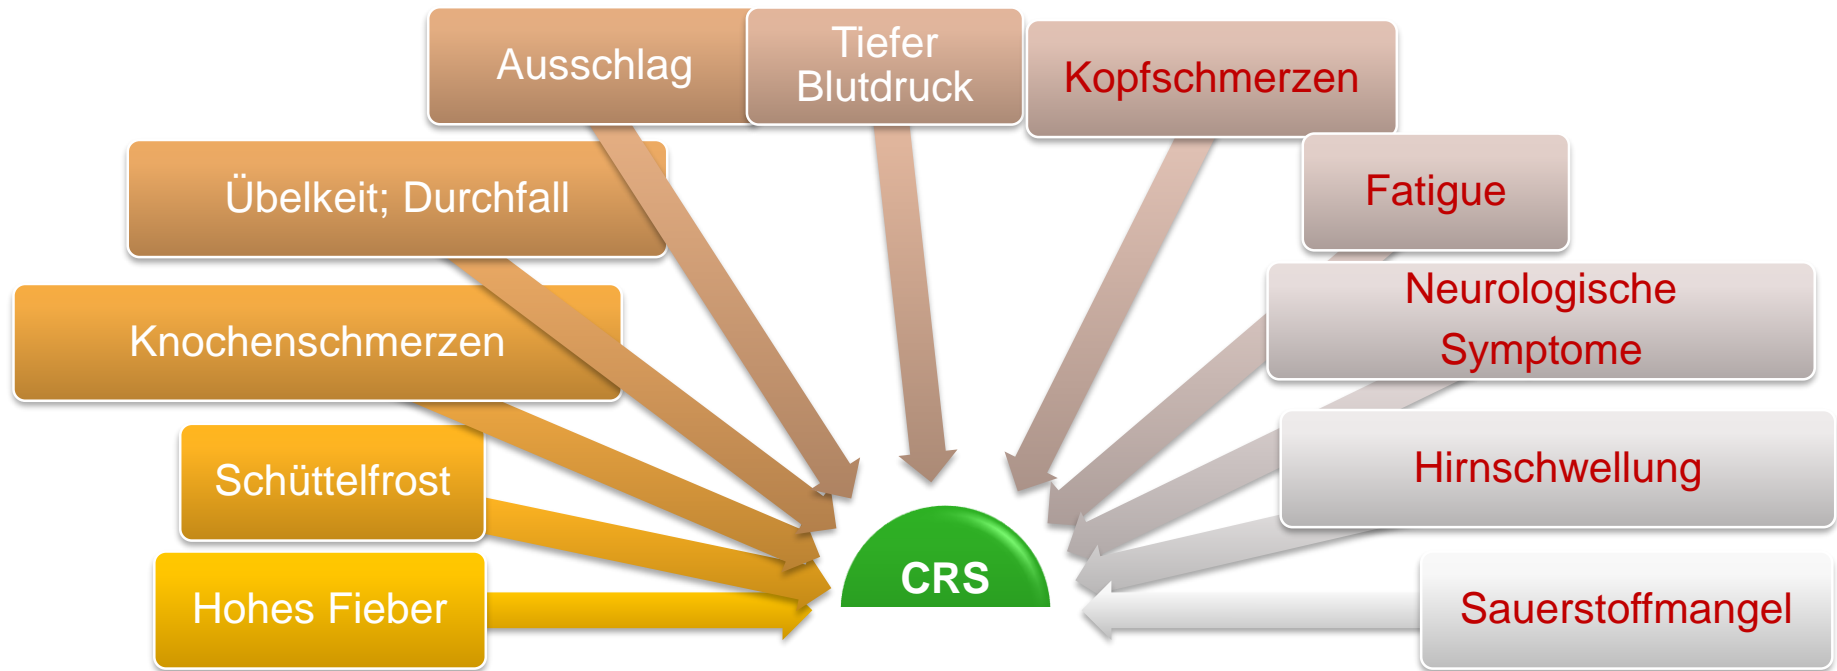 Ausschlag
Tiefer
Blutdruck
Kopfschmerzen
Übelkeit; Durchfall
Fatigue
Knochenschmerzen
Neurologische
Symptome
Schüttelfrost
Hirnschwellung
Hohes Fieber
CRS
Sauerstoffmangel